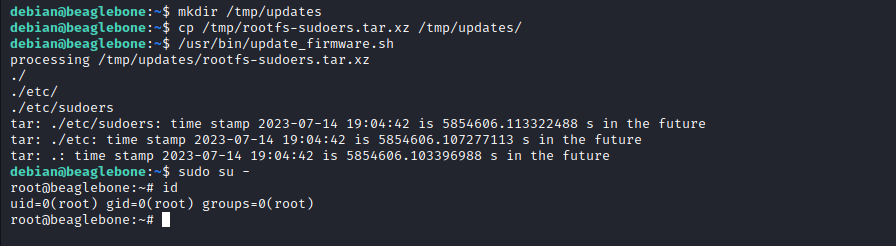 debian@beaglebone:~$ mkdir /tmp/updates
debian@beaglebone:~$ cp /tmp/rootfs-sudoers.tar.xz /tmp/updates/
debian@beaglebone:~$ /usr/bin/update_firmware.sh
processing /tmp/updates/rootfs-sudoers.tar.xz
./
./etc/
./etc/sudoers
tar: ./etc/sudoers: time stamp 2023-07-14 19:04:42 is 5854606.113322488 s in the future
tar: ./etc: time stamp 2023-07-14 19:04:42 is 5854606.107277113 s in the future
tar: .: time stamp 2023-07-14 19:04:42 is 5854606.103396988 s in the future
debian@beaglebone:~$ sudo su -
root@beaglebone:~# id
uid=0(root) gid=0(root) groups=0(root)
root@beaglebone:~#